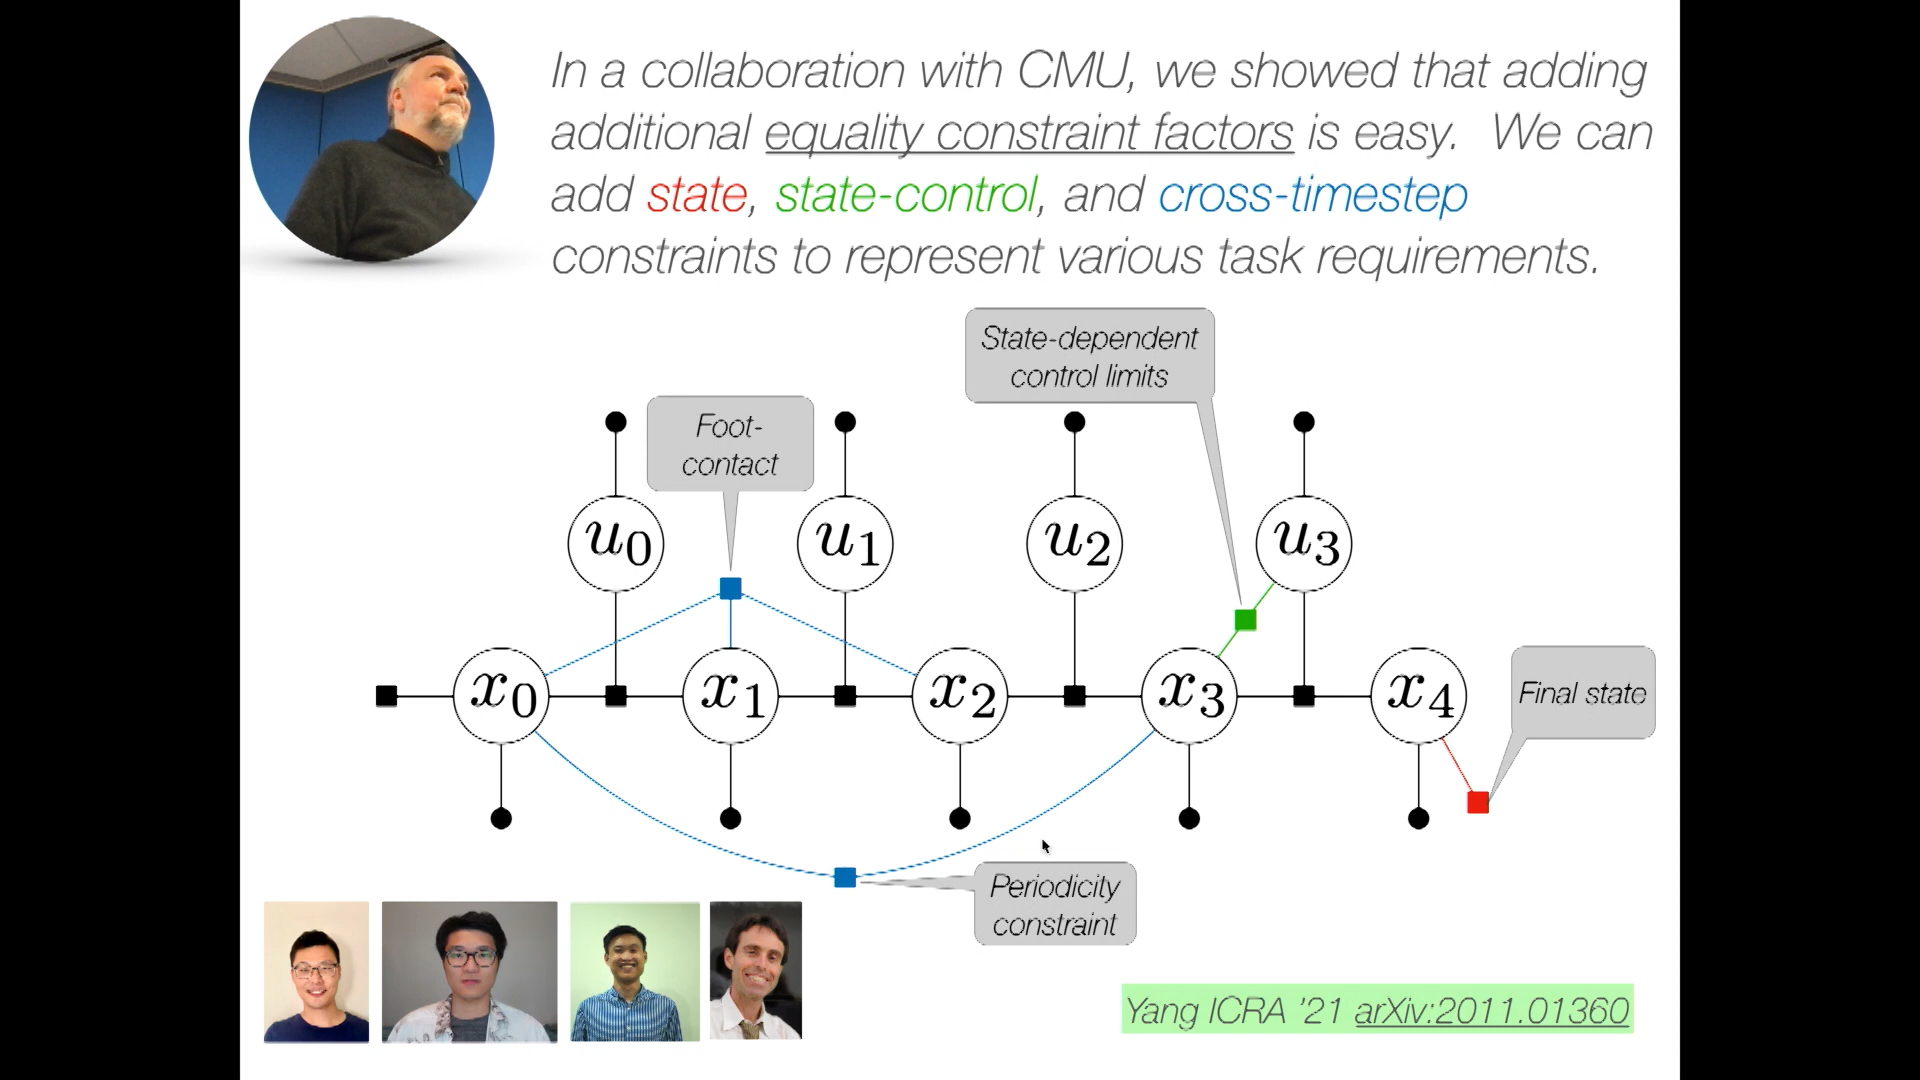 In a collaboration with CMU, we showed that adding
additional equality constraint factors is easy. We can
add state, state-control, and cross-timestep
constraints to represent various task requirements.
State-dependent
control limits
Foot-
contact
u0
u1
u2
u3
x0
x1
x2
x3
x4
Final state
Periodicity
constraint
Yang ICRA '21 arXiv:2011.01360